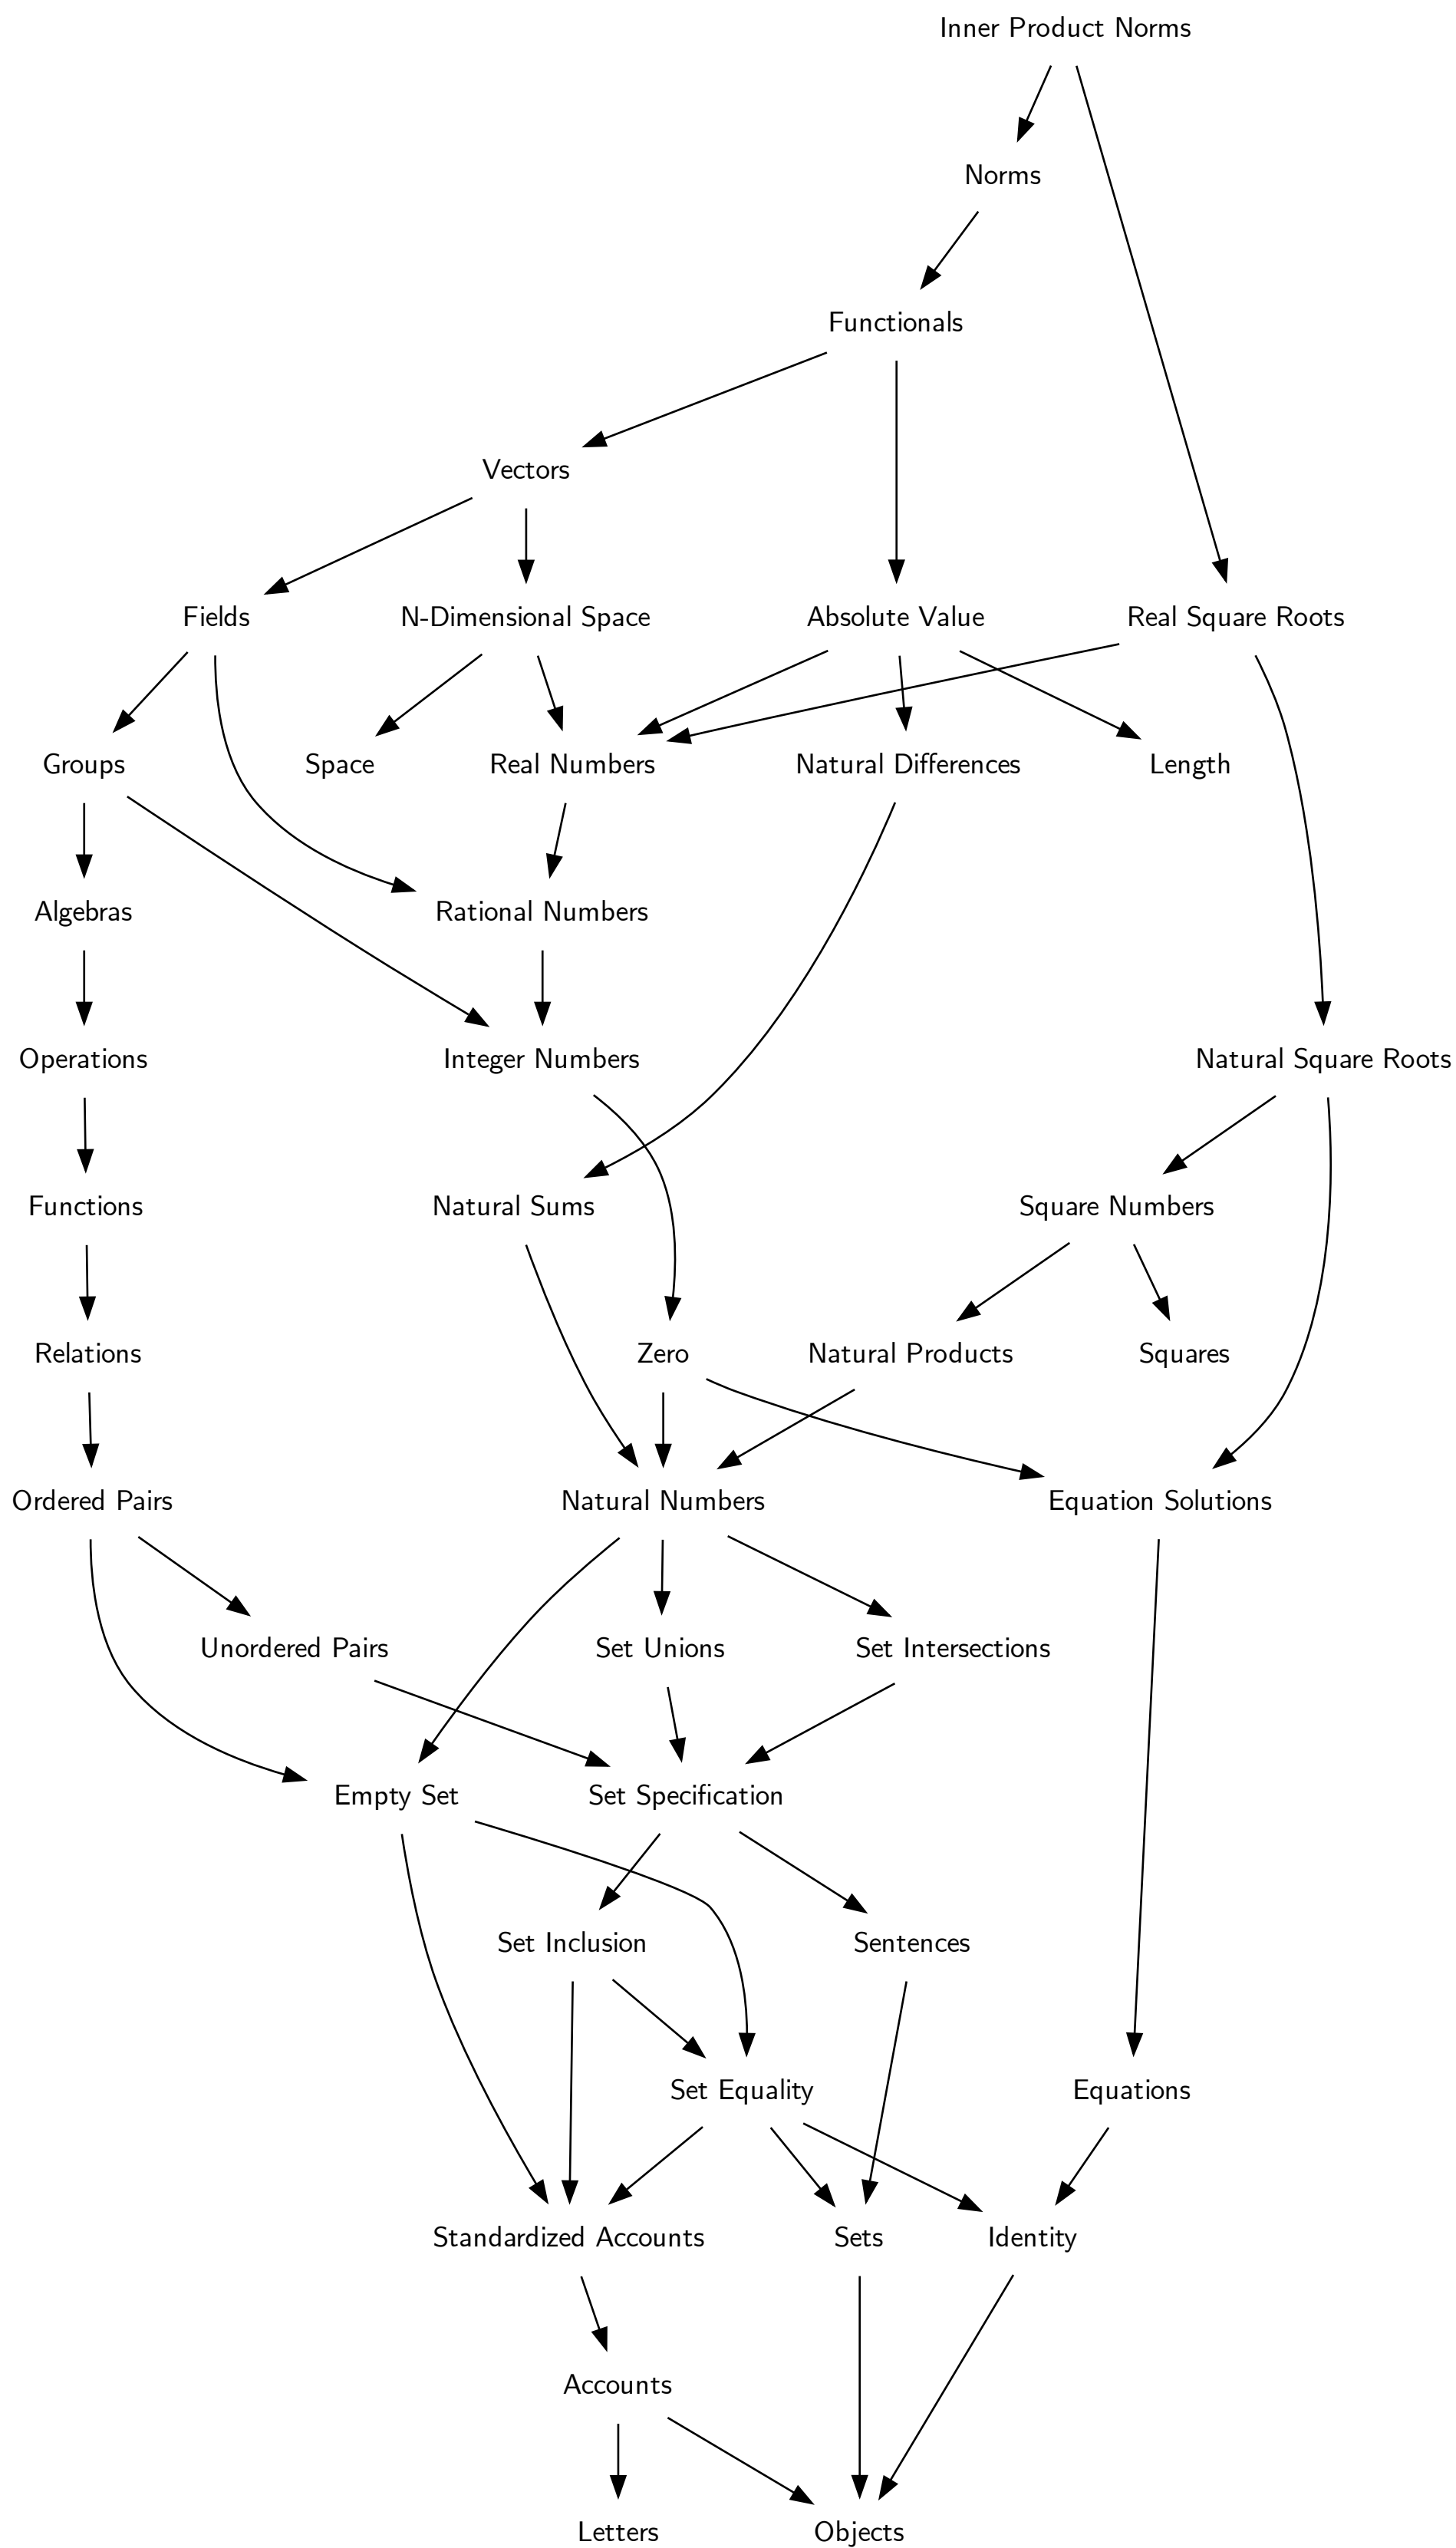 Inner Product Norms
Norms
Functionals
Vectors
Fields
N-Dimensional Space
Absolute Value
Real Square Roots
Groups
Space
Real Numbers
Natural Differences
Length
Algebras
Rational Numbers
Operations
Integer Numbers
Natural Square Roots
Functions
Natural Sums
Square Numbers
Relations
Zero
Natural Products
Squares
Ordered Pairs
Natural Numbers
Equation Solutions
Unordered Pairs
Set Unions
Set Intersections
Empty Set
Set Specification
Set Inclusion
Sentences
Set Equality
Equations
Standardized Accounts
Sets
Identity
Accounts
Letters
Objects